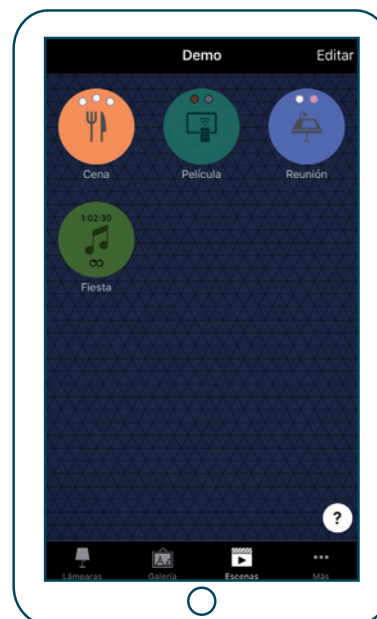 Demo
Editar
Cena
Película
Reunión
1:02:30
Fiesta
?
Lámparas
Galería
Escenas
Más